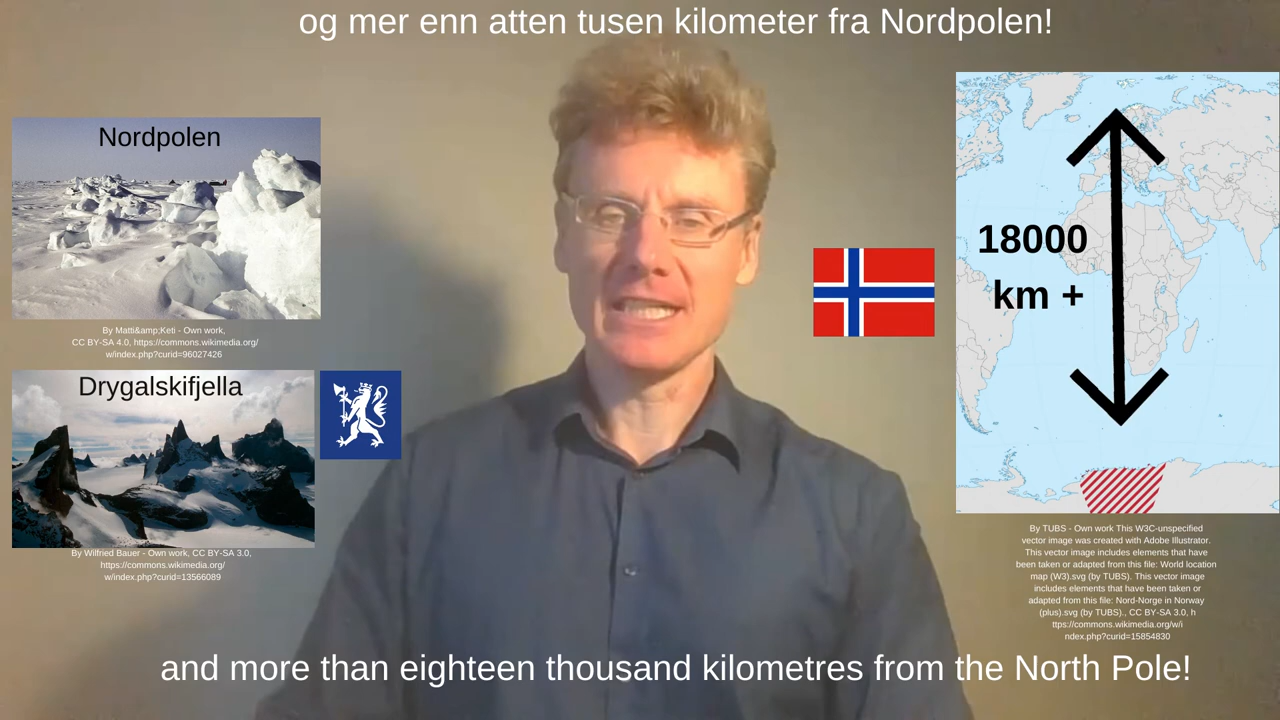 og mer enn atten tusen kilometer fra Nordpolen!
Nordpolen
By Matti&amp;Keti - Own work,
CC BY-SA 4.0, https://commons.wikimedia.org/
w/index.php?curid=96027426
Drygalskifjella
By Wilfried Bauer - Own work, CC BY-SA 3.0,
https://commons.wikimedia.org/
w/index.php?curid=13566089
18000
km +
By TUBS - Own work This W3C-unspecified
vector image was created with Adobe Illustrator.
This vector image includes elements that have
been taken or adapted from this file: World location
map (W3).svg (by TUBS). This vector image
includes elements that have been taken or
adapted from this file: Nord-Norge in Norway
(plus).svg (by TUBS)., CC BY-SA 3.0, h
ttps://commons.wikimedia.org/w/i
ndex.php?curid=15854830
and more than eighteen thousand kilometres from the North Pole!